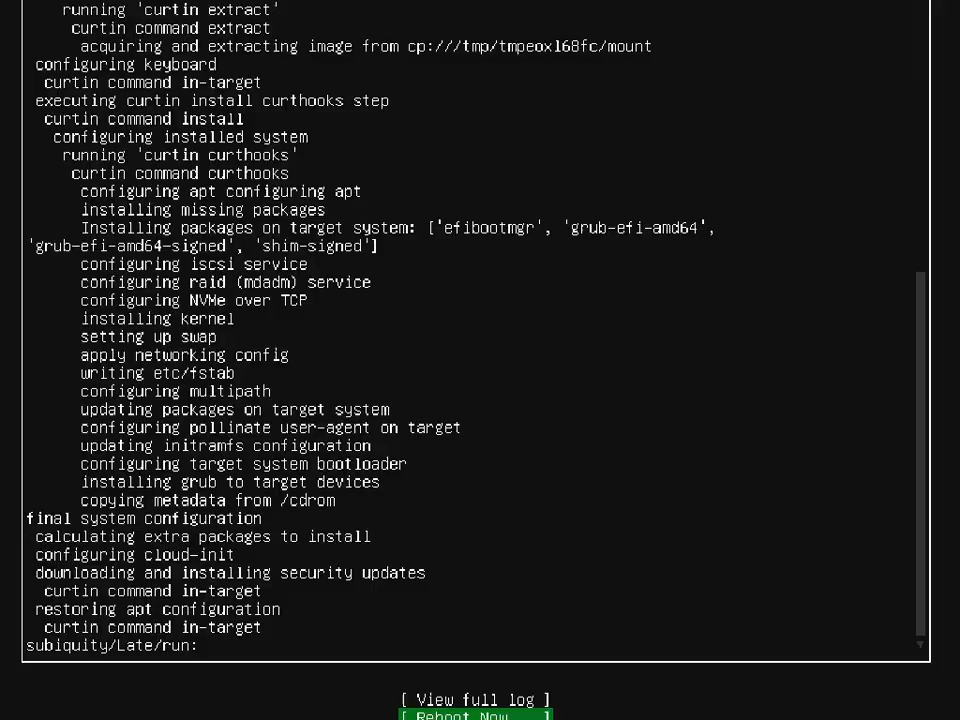 running 'curtin extract'
curtin command extract
acquiring and extracting image from cp:///tmp/tmpeox168fc/mount
configuring keyboard
curtin command in-target
executing curtin install curthooks step
curtin command install
configuring installed system
running 'curtin curthooks'
curtin command curthooks
configuring apt configuring apt
installing missing packages
Installing packages on target system: ['efibootmgr', 'grub-efi-amd64',
'grub-efi-amd64-signed', 'shim-signed']
configuring iscsi service
configuring raid (mdadm) service
configuring NVMe over TCP
installing kernel
setting up swap
apply networking config
writing etc/fstab
configuring multipath
updating packages on target system
configuring pollinate user-agent on target
updating initramfs configuration
configuring target system bootloader
installing grub to target devices
copying metadata from /cdrom
final system configuration
calculating extra packages to install
configuring cloud-init
downloading and installing security updates
curtin command in-target
restoring apt configuration
curtin command in-target
subiquity/Late/run:
[ View full log ]
[ Reboot Now ]